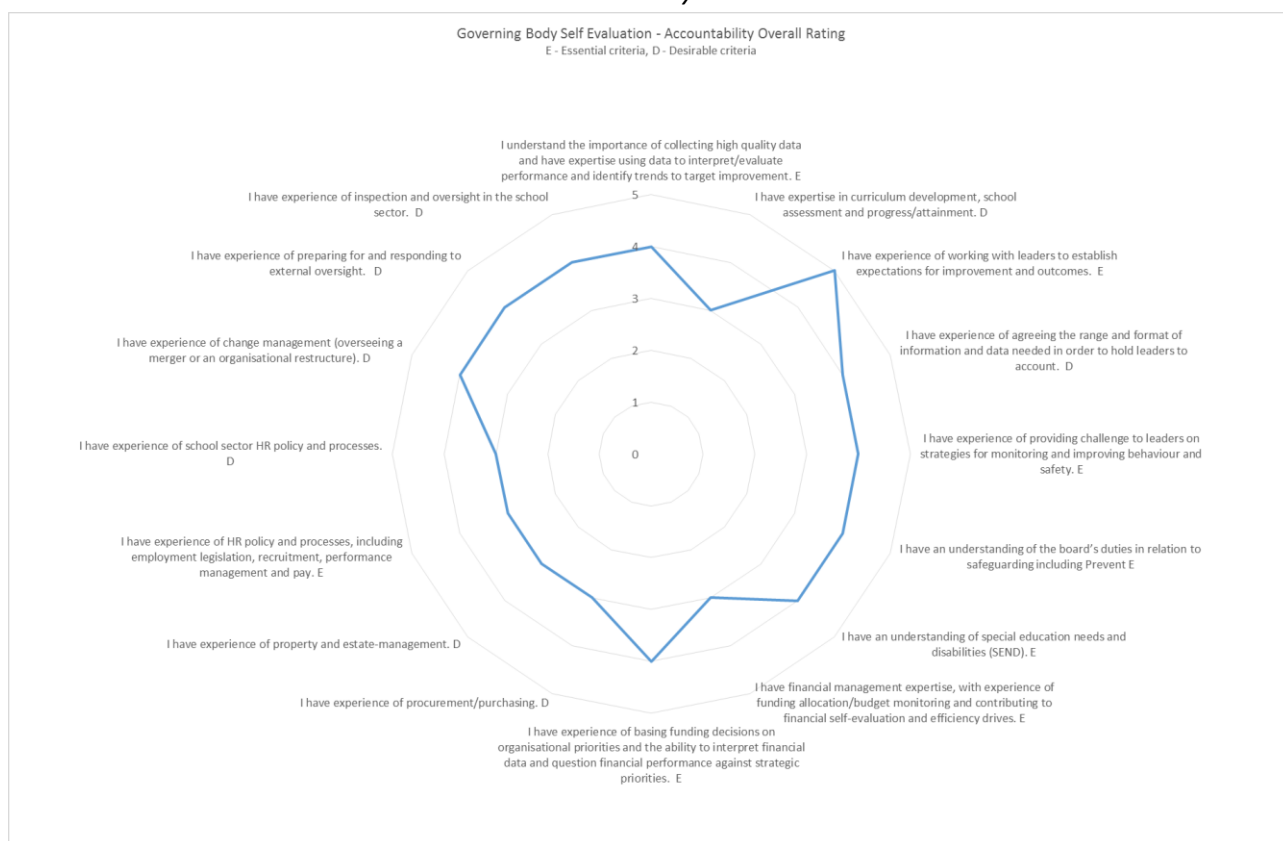 Governing Body Self Evaluation - Accountability Overall Rating
E - Essential criteria, D - Desirable criteria
I understand the importance of collecting high quality data
and have expertise using data to interpret/evaluate
performance and identify trends to target improvement. E
I have expertise in curriculum development, school
assessment and progress/attainment. D
I have experience of working with leaders to establish
expectations for improvement and outcomes. E
I have experience of agreeing the range and format of
information and data needed in order to hold leaders to
account. D
I have experience of providing challenge to leaders on
strategies for monitoring and improving behaviour and
safety. E
I have an understanding of the board's duties in relation to
safeguarding including Prevent E
I have an understanding of special education needs and
disabilities (SEND). E
I have financial management expertise, with experience of
funding allocation/budget monitoring and contributing to
financial self-evaluation and efficiency drives. E
I have experience of basing funding decisions on
organisational priorities and the ability to interpret financial
data and question financial performance against strategic
priorities. E
I have experience of procurement/purchasing. D
I have experience of property and estate-management. D
I have experience of HR policy and processes, including
employment legislation, recruitment, performance
management and pay. E
I have experience of school sector HR policy and processes.
D
I have experience of change management (overseeing a
merger or an organisational restructure). D
I have experience of preparing for and responding to
external oversight. D
I have experience of inspection and oversight in the school
sector. D
5
4
3
2
1
0